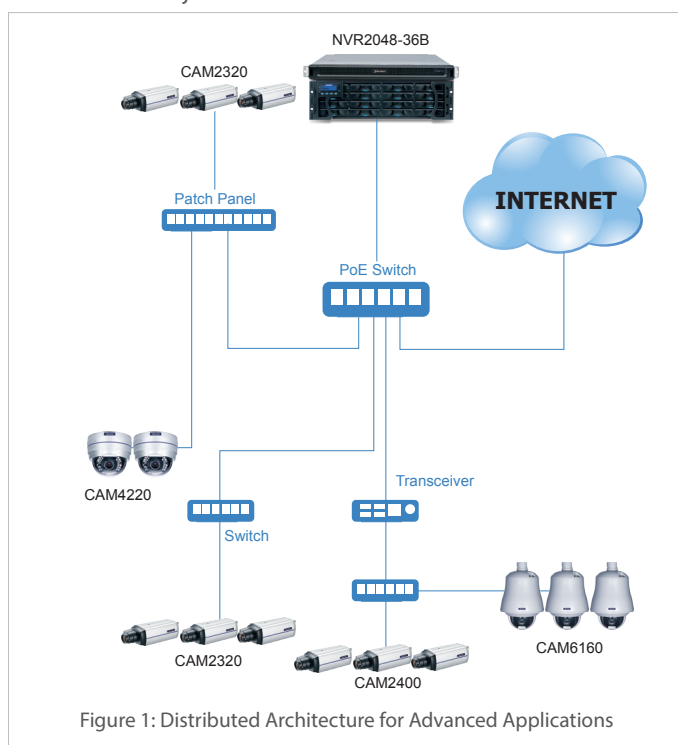 NVR2048-36B
CAM2320
INTERNET
Patch Panel
PoE Switch
CAM4220
Transceiver
Switch
CAM2320
CAM2400
CAM6160
Figure 1: Distributed Architecture for Advanced Applications